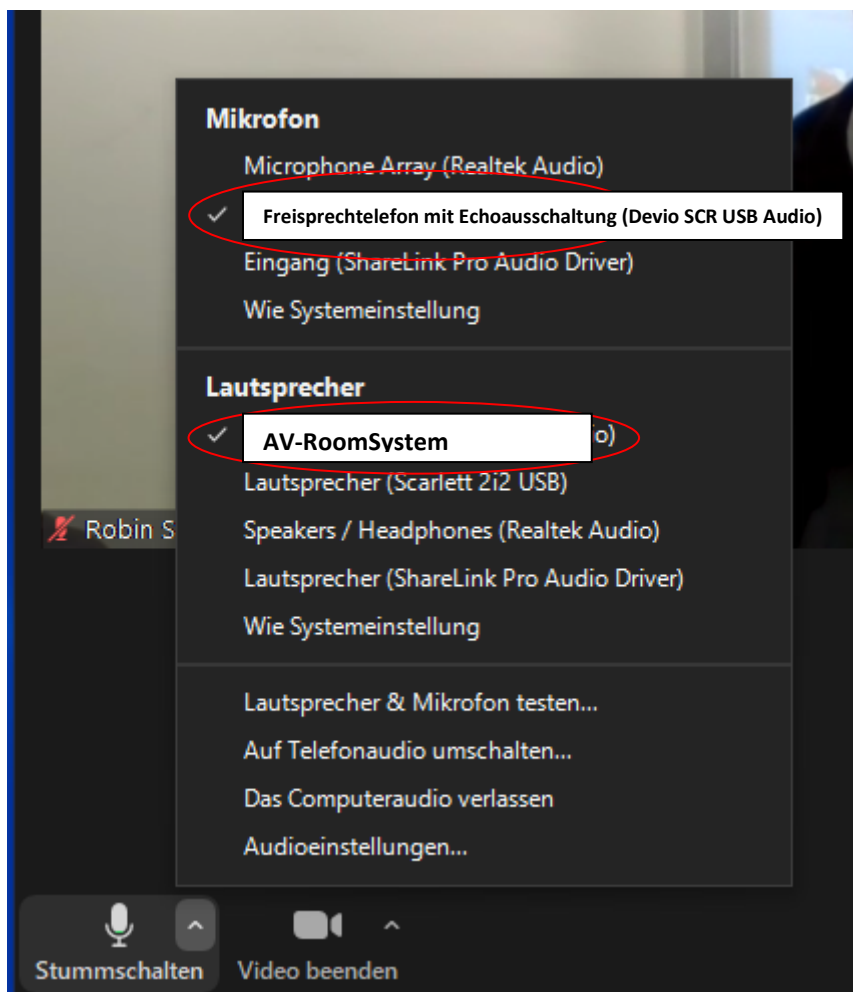 Mikrofon
Microphone Array (Realtek Audio)
Freisprechtelefon mit Echoausschaltung (Devio SCR USB Audio)
Eingang (ShareLink Pro Audio Driver)
Wie Systemeinstellung
Lautsprecher
AV-RoomSystem io)
Lautsprecher (Scarlett 2i2 USB)
Robin S
Speakers / Headphones (Realtek Audio)
Lautsprecher (ShareLink Pro Audio Driver)
Wie Systemeinstellung
Lautsprecher & Mikrofon testen...
Auf Telefonaudio umschalten...
Das Computeraudio verlassen
Audioeinstellungen...
Stummschalten Video beenden